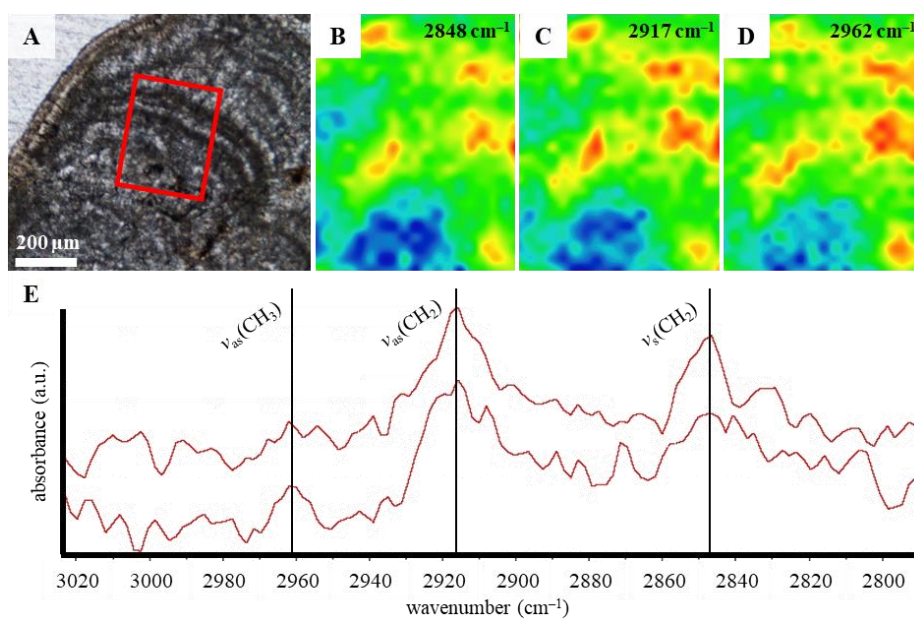 A
200 µm
B
2848 cm⁻¹
C
2917 cm⁻¹
D
2962 cm⁻¹
E
νas(CH3)
νas(CH2)
νs(CH2)
absorbance (a.u.)
3020 3000 2980 2960 2940 2920 2900 2880 2860 2840 2820 2800
wavenumber (cm⁻¹)